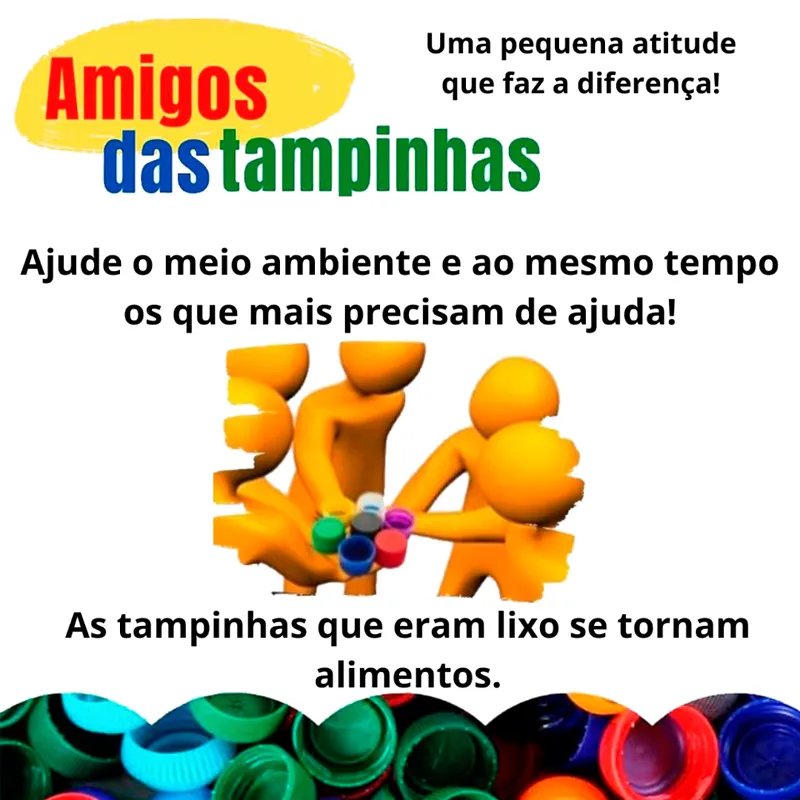 Amigos
das tampinhas
Uma pequena atitude
que faz a diferença!
Ajude o meio ambiente e ao mesmo tempo
os que mais precisam de ajuda!
As tampinhas que eram lixo se tornam
alimentos.